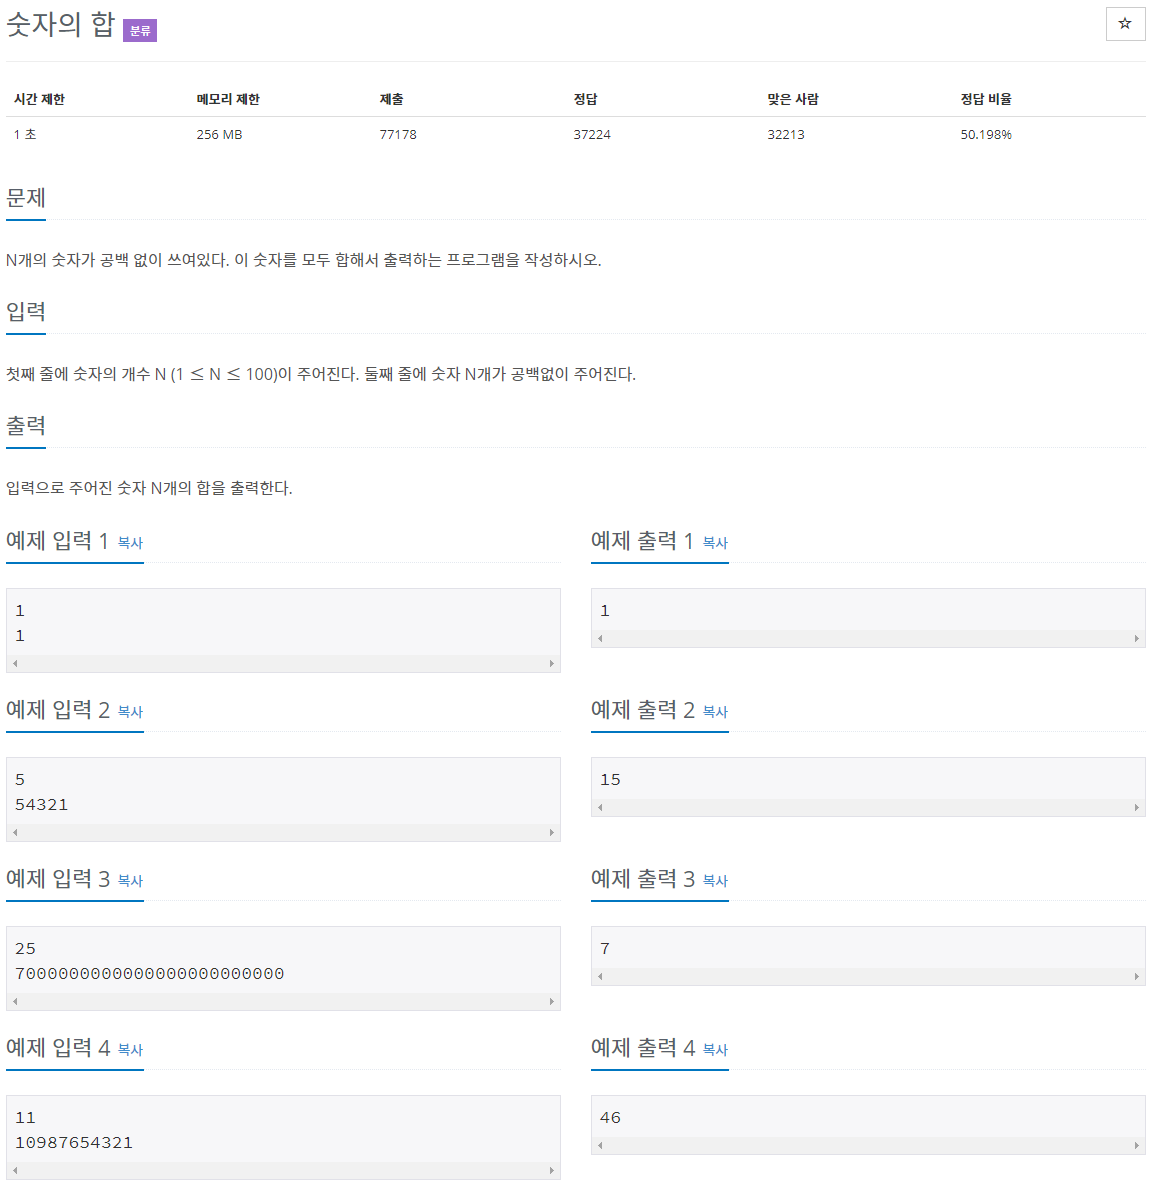 숫자의 합 분류
☆
시간 제한 메모리 제한 제출 정답 맞은 사람 정답 비율
1 초 256 MB 77178 37224 32213 50.198%
문제
N개의 숫자가 공백 없이 쓰여있다. 이 숫자를 모두 합해서 출력하는 프로그램을 작성하시오.
입력
첫째 줄에 숫자의 개수 N (1 ≤ N ≤ 100)이 주어진다. 둘째 줄에 숫자 N개가 공백없이 주어진다.
출력
입력으로 주어진 숫자 N개의 합을 출력한다.
예제 입력 1 복사
1
1
예제 출력 1 복사
1
예제 입력 2 복사
5
54321
예제 출력 2 복사
15
예제 입력 3 복사
25
7000000000000000000000000
예제 출력 3 복사
7
예제 입력 4 복사
11
10987654321
예제 출력 4 복사
46